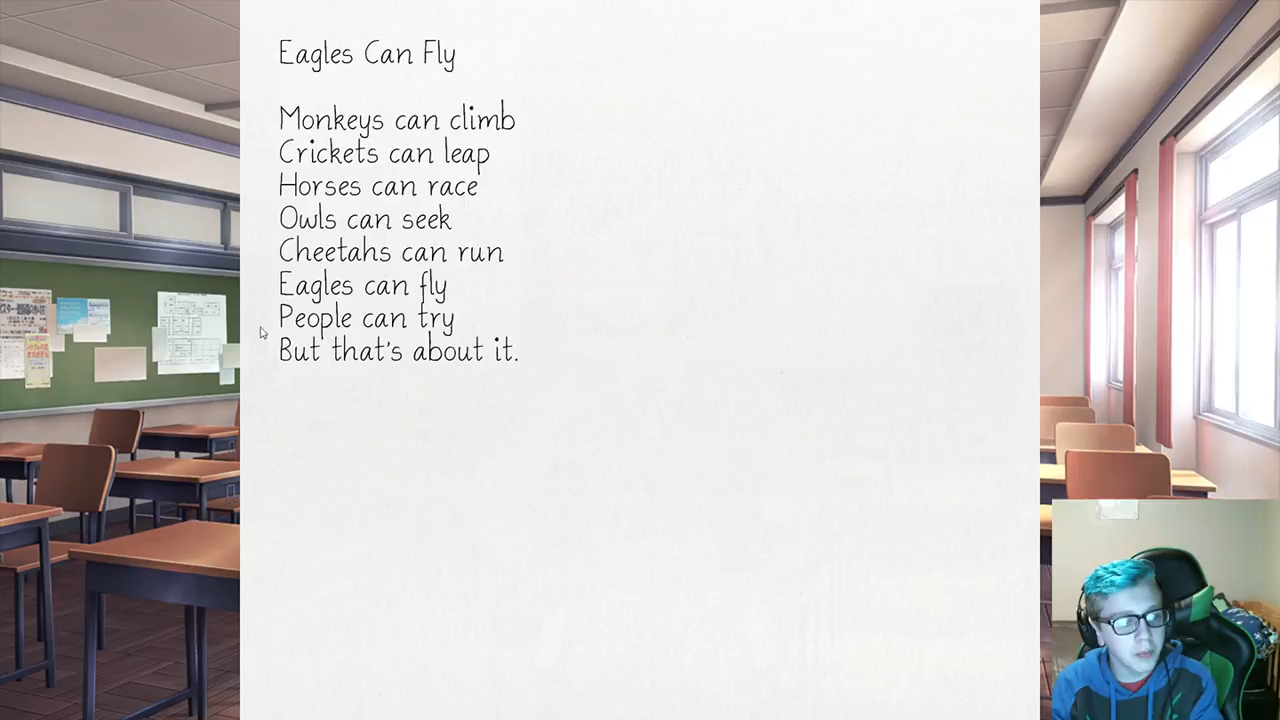 Eagles Can Fly
Monkeys can climb
Crickets can leap
Horses can race
Owls can seek
Cheetahs can run
Eagles can fly
People can try
But that's about it.